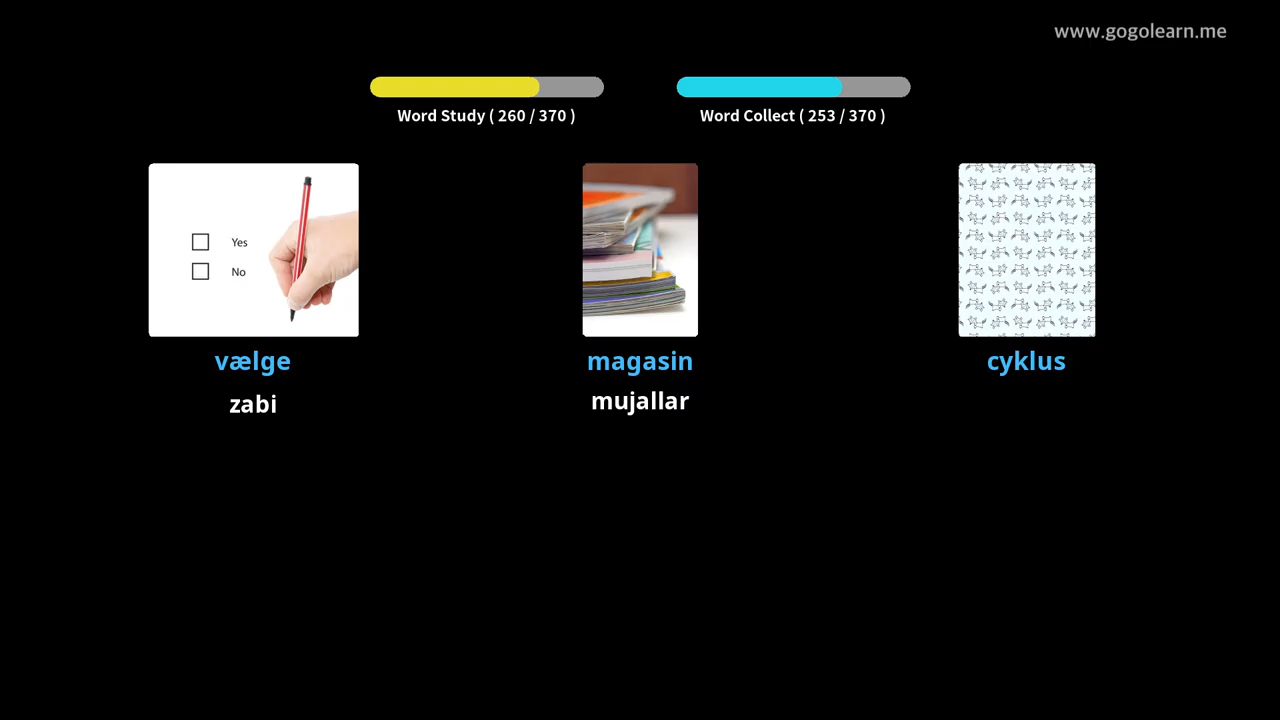 www.gogolearn.me
Word Study ( 260 / 370 )
Word Collect ( 253 / 370 )
Yes
No
vælge
magasin
cyklus
zabi
mujallar